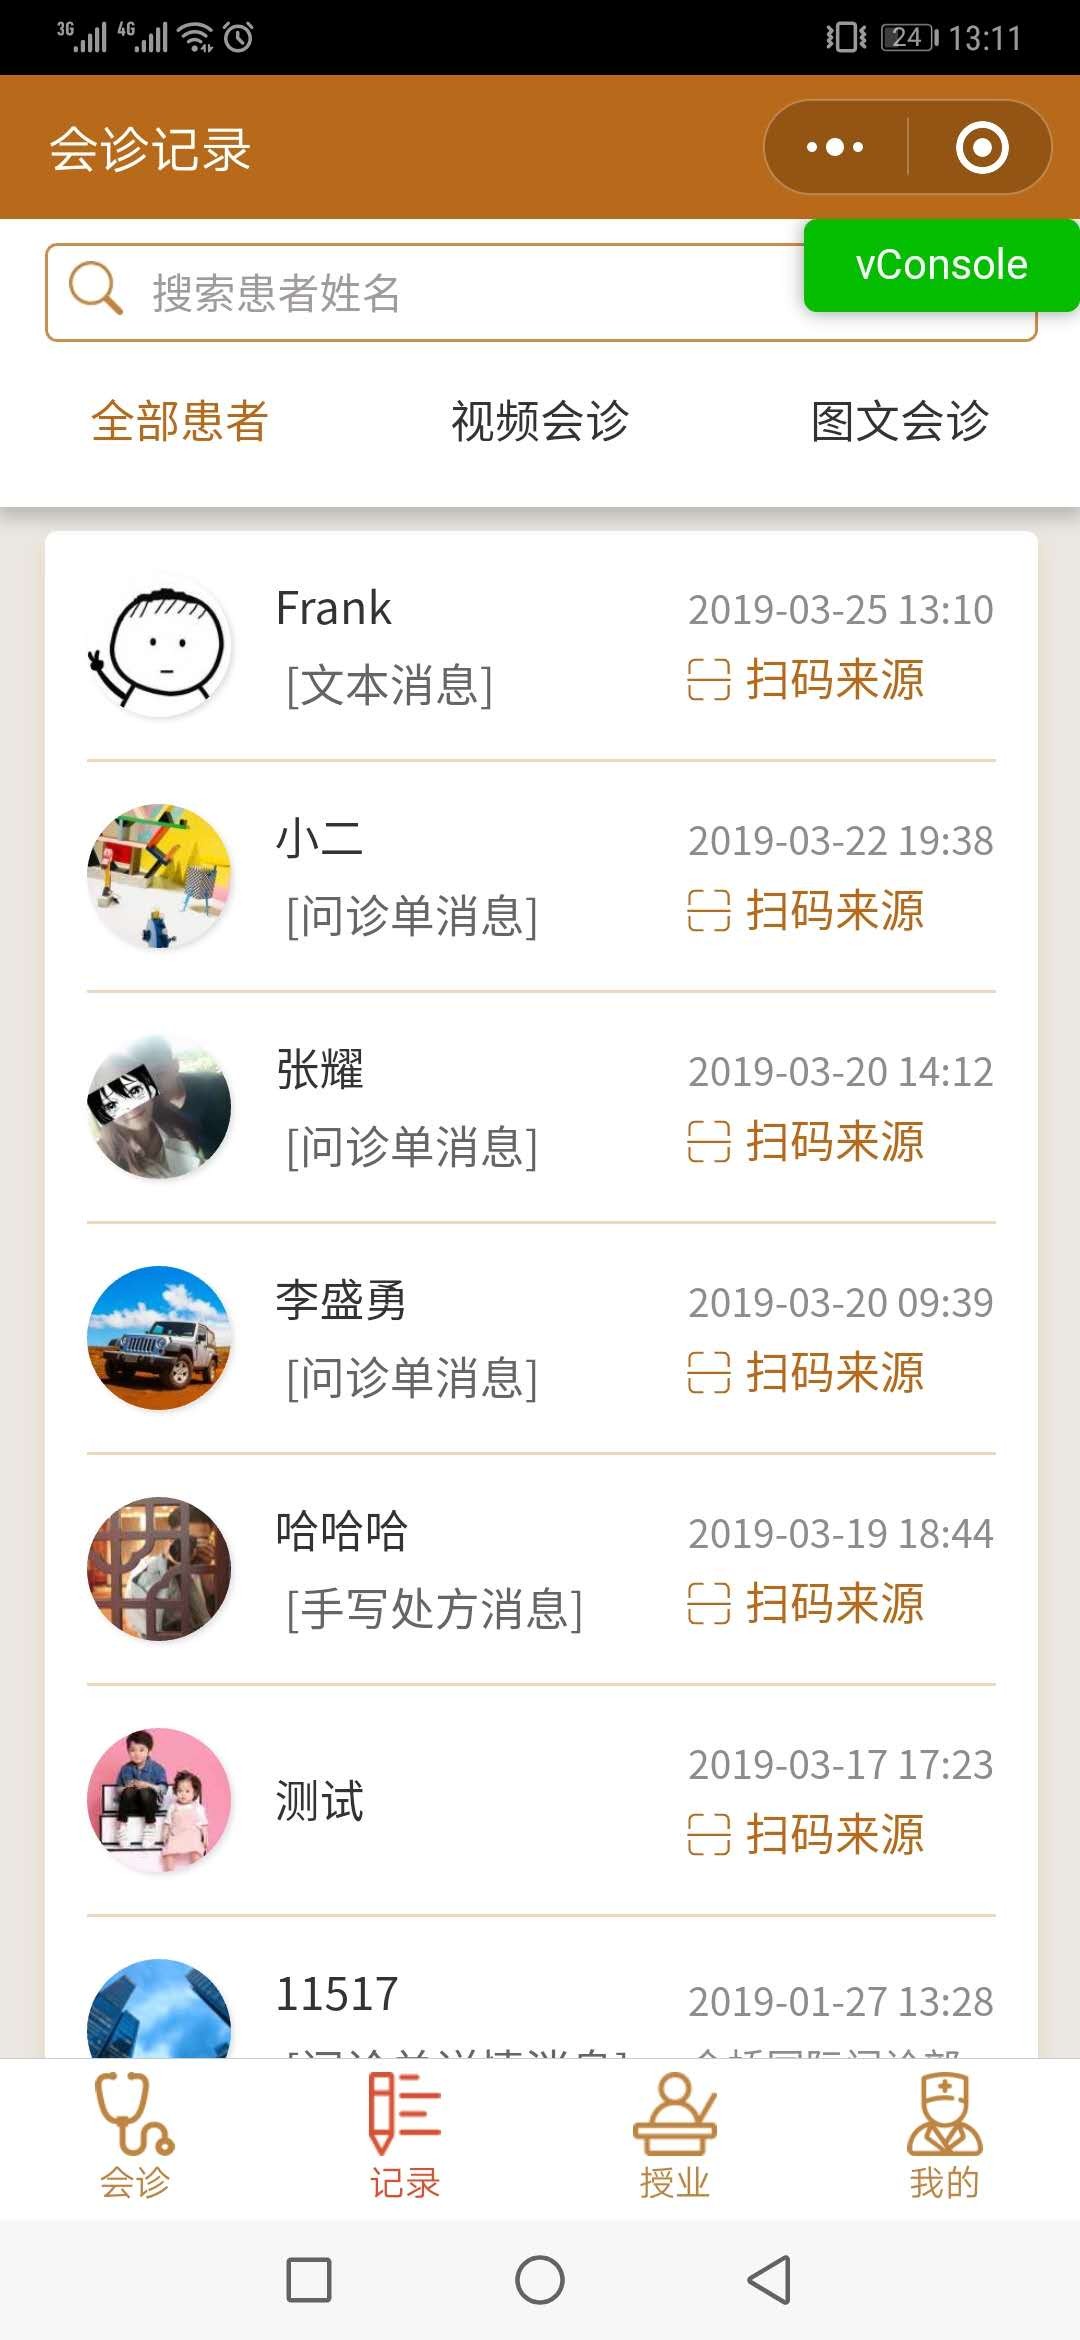 3G 4G 24 13:11
会诊记录
vConsole
搜索患者姓名
全部患者 视频会诊 图文会诊
Frank 2019-03-25 13:10
[文本消息] 扫码来源
小二 2019-03-22 19:38
[问诊单消息] 扫码来源
张耀 2019-03-20 14:12
[问诊单消息] 扫码来源
李盛勇 2019-03-20 09:39
[问诊单消息] 扫码来源
哈哈哈 2019-03-19 18:44
[手写处方消息] 扫码来源
测试 2019-03-17 17:23
扫码来源
11517 2019-01-27 13:28
会诊 记录 授业 我的